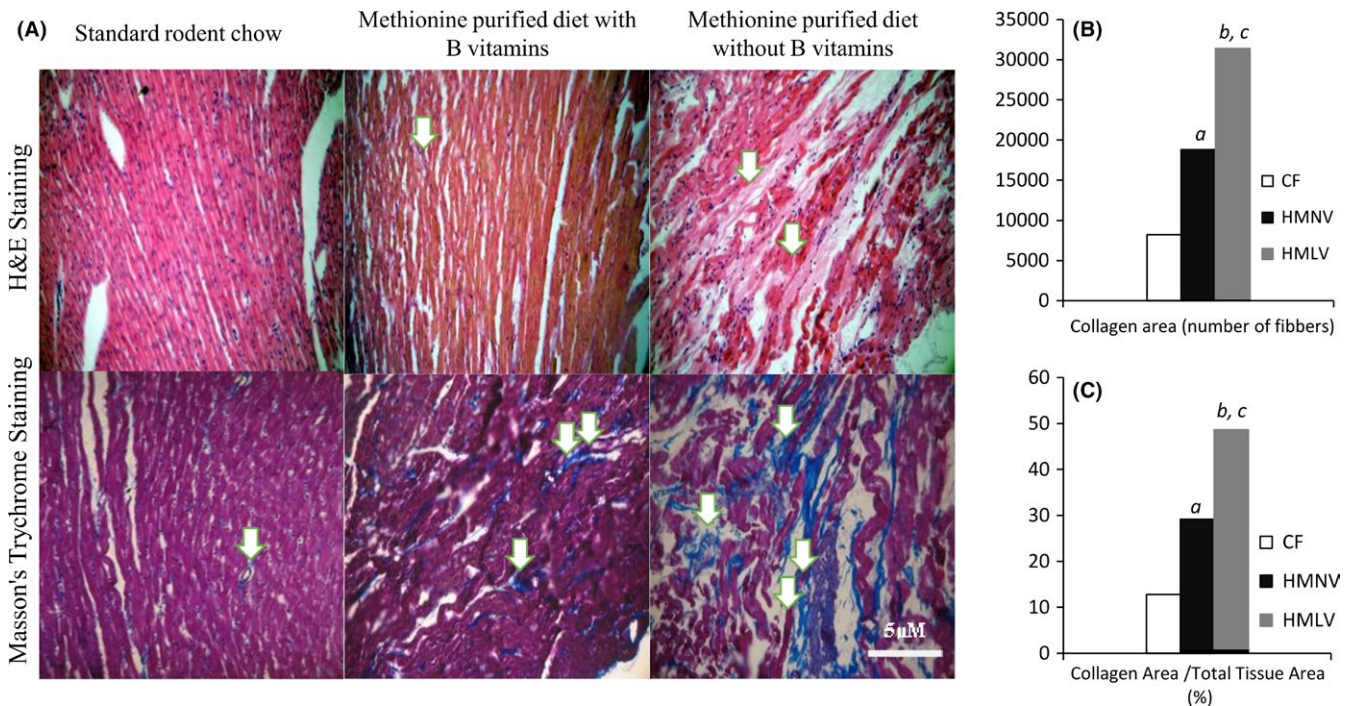 (A)
Standard rodent chow
Methionine purified diet with
B vitamins
Methionine purified diet
without B vitamins
H&E Staining
Masson's Trychrome Staining
5µM
(B)
35000
30000
25000
20000
15000
10000
5000
0
a
b, c
CF
HMNV
HMLV
Collagen area (number of fibbers)
(C)
60
50
40
30
20
10
0
a
b, c
CF
HMNV
HMLV
Collagen Area /Total Tissue Area
(%)